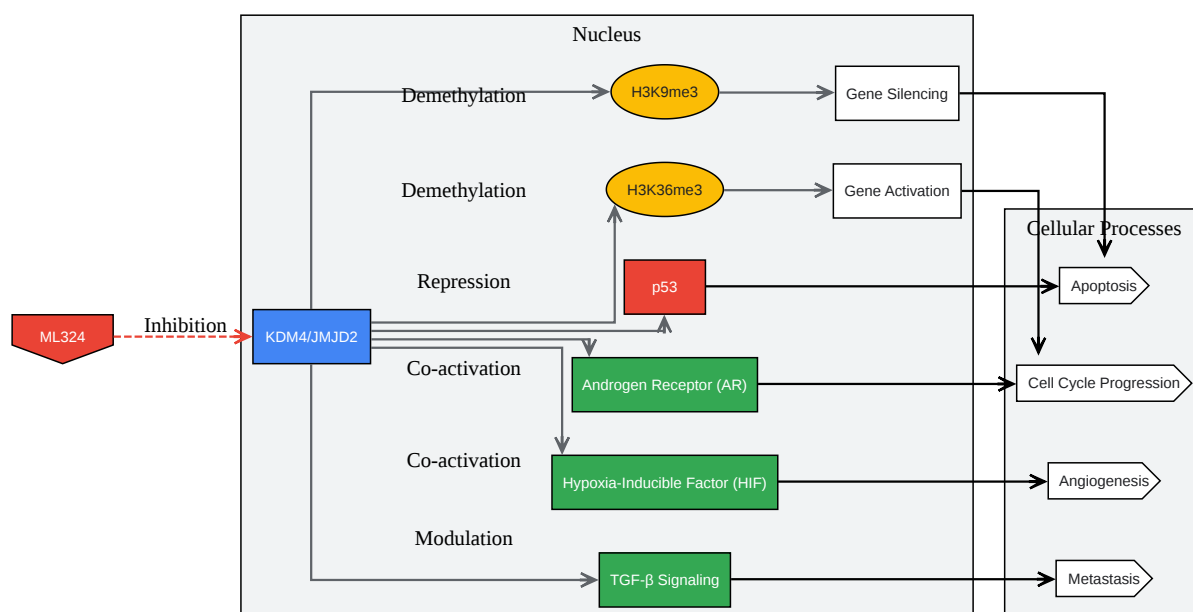 Nucleus
Demethylation
H3K9me3
Gene Silencing
Demethylation
H3K36me3
Gene Activation
Cellular Processes
Repression
p53
Apoptosis
ML324
Inhibition
KDM4/JMJD2
Co-activation
Androgen Receptor (AR)
Cell Cycle Progression
Co-activation
Hypoxia-Inducible Factor (HIF)
Angiogenesis
Modulation
TGF-β Signaling
Metastasis